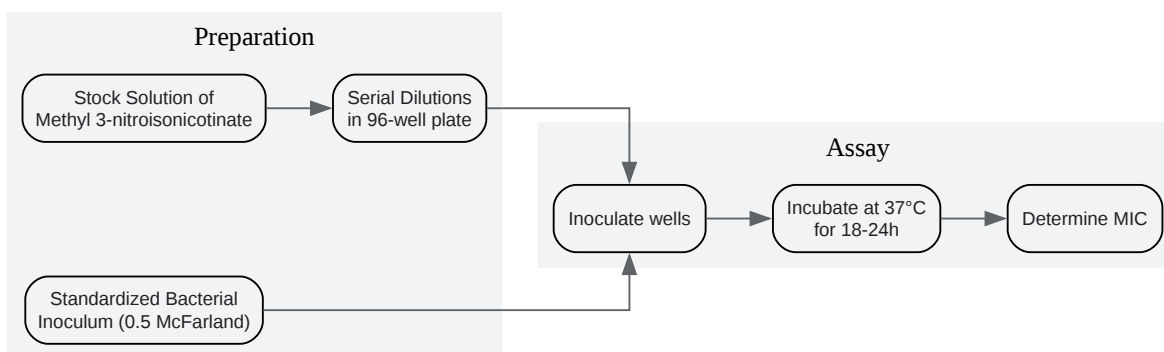 Preparation
Stock Solution of
Methyl 3-nitroisonicotinate
Serial Dilutions
in 96-well plate
Standardized Bacterial
Inoculum (0.5 McFarland)
Assay
Inoculate wells
Incubate at 37°C
for 18-24h
Determine MIC